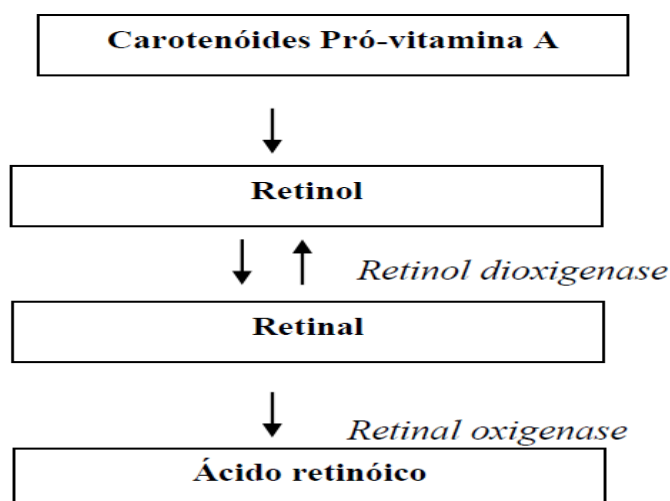 Carotenóides Pró-vitamina A
Retinol
Retinol dioxigenase
Retinal
Retinal oxigenase
Ácido retinóico